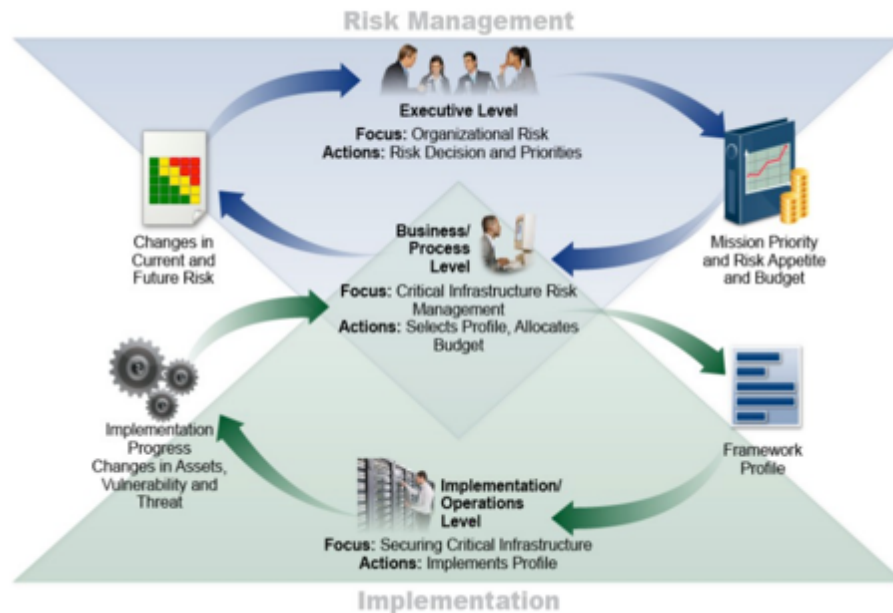 Risk Management
Executive Level
Focus: Organizational Risk
Actions: Risk Decision and Priorities
Changes in
Current and
Future Risk
Business/
Process
Level
Focus: Critical Infrastructure Risk
Management
Actions: Selects Profile, Allocates
Budget
Mission Priority
and Risk Appetite
and Budget
Implementation
Progress
Changes in Assets,
Vulnerability and
Threat
Framework
Profile
Implementation/
Operations
Level
Focus: Securing Critical Infrastructure
Actions: Implements Profile
Implementation